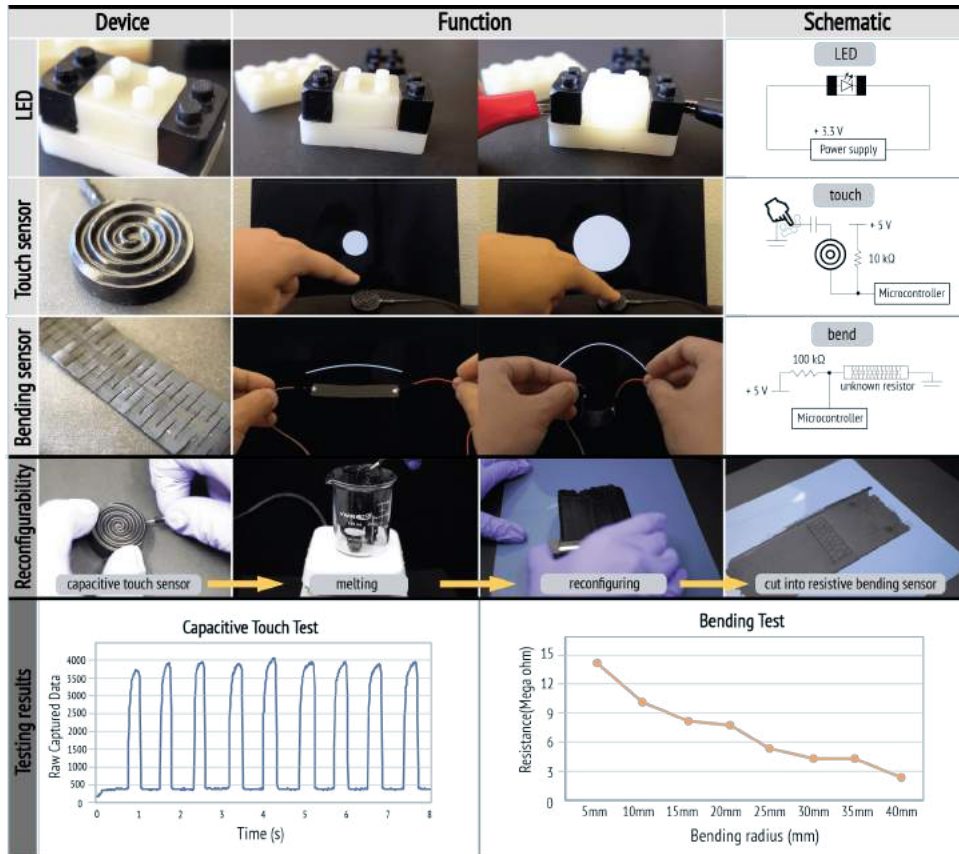 Device
Function
Schematic
LED
LED
+ 3.3 V
Power supply
Touch sensor
touch
+ 5 V
10 kΩ
Microcontroller
Bending sensor
bend
100 kΩ
unknown resistor
+ 5 V
Microcontroller
Reconfigurability
capacitive touch sensor
melting
reconfiguring
cut into resistive bending sensor
Testing results
Capacitive Touch Test
Raw Captured Data
4000
3500
3000
2500
2000
1500
1000
500
0
0 1 2 3 4 5 6 7 8
Time (s)
Bending Test
Resistance(Mega ohm)
15
12
9
6
3
0
5mm 10mm 15mm 20mm 25mm 30mm 35mm 40mm
Bending radius (mm)